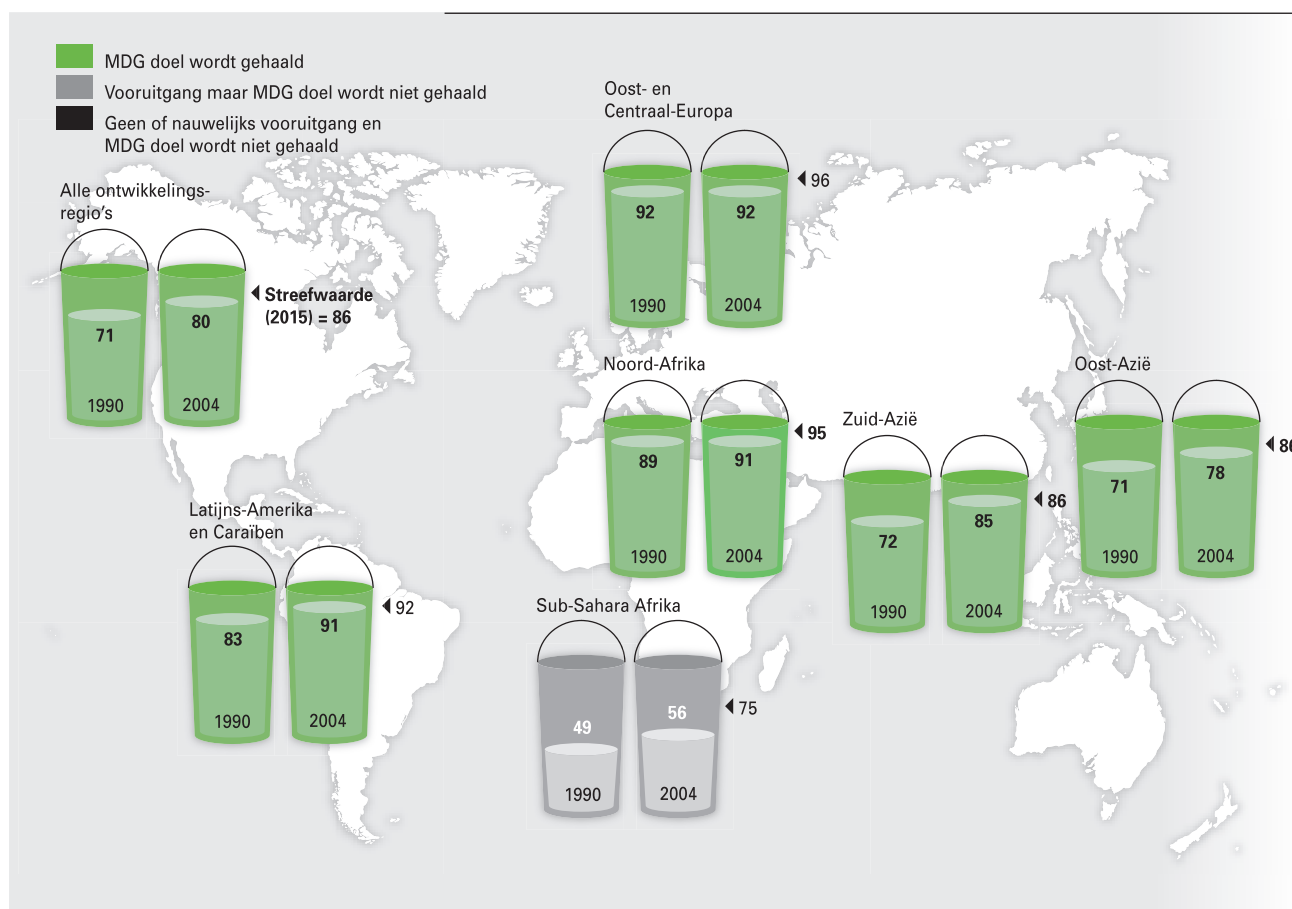 MDG doel wordt gehaald
Vooruitgang maar MDG doel wordt niet gehaald
Geen of nauwelijks vooruitgang en
MDG doel wordt niet gehaald
Oost- en
Centraal-Europa
92
92
96
1990
2004
Alle ontwikkelings-
regio's
71
80
Streefwaarde
(2015) = 86
1990
2004
Noord-Afrika
89
91
95
1990
2004
Zuid-Azië
72
85
86
1990
2004
Oost-Azië
71
78
1990
2004
Latijns-Amerika
en Caraïben
83
91
92
1990
2004
Sub-Sahara Afrika
49
56
75
1990
2004